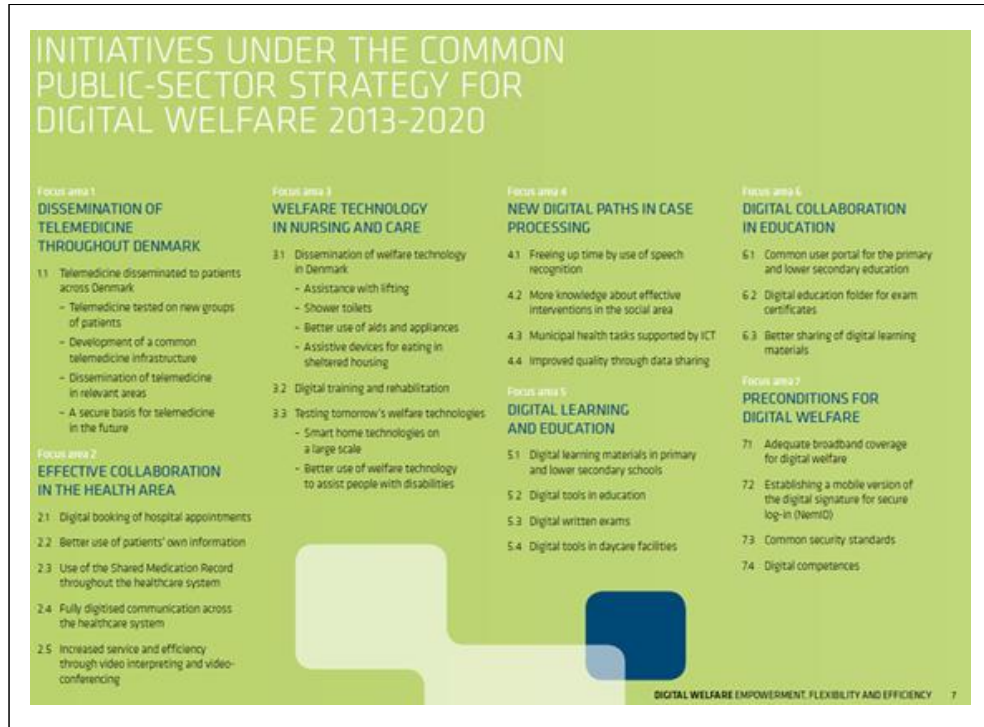 INITIATIVES UNDER THE COMMON
PUBLIC-SECTOR STRATEGY FOR
DIGITAL WELFARE 2013-2020
Focus area 1
DISSEMINATION OF
TELEMEDICINE
THROUGHOUT DENMARK
1.1 Telemedicine disseminated to patients
across Denmark
– Telemedicine tested on new groups
of patients
– Development of a common
telemedicine infrastructure
– Dissemination of telemedicine
in relevant areas
– A secure basis for telemedicine
in the future
Focus area 2
EFFECTIVE COLLABORATION
IN THE HEALTH AREA
2.1 Digital booking of hospital appointments
2.2 Better use of patients' own information
2.3 Use of the Shared Medication Record
throughout the healthcare system
2.4 Fully digitised communication across
the healthcare system
2.5 Increased service and efficiency
through video interpreting and video-
conferencing
Focus area 3
WELFARE TECHNOLOGY
IN NURSING AND CARE
3.1 Dissemination of welfare technology
in Denmark
– Assistance with lifting
– Shower toilets
– Better use of aids and appliances
– Assistive devices for eating in
sheltered housing
3.2 Digital training and rehabilitation
3.3 Testing tomorrow's welfare technologies
– Smart home technologies on
a large scale
– Better use of welfare technology
to assist people with disabilities
Focus area 4
NEW DIGITAL PATHS IN CASE
PROCESSING
4.1 Freeing up time by use of speech
recognition
4.2 More knowledge about effective
interventions in the social area
4.3 Municipal health tasks supported by ICT
4.4 Improved quality through data sharing
Focus area 5
DIGITAL LEARNING
AND EDUCATION
5.1 Digital learning materials in primary
and lower secondary schools
5.2 Digital tools in education
5.3 Digital written exams
5.4 Digital tools in daycare facilities
Focus area 6
DIGITAL COLLABORATION
IN EDUCATION
6.1 Common user portal for the primary
and lower secondary education
6.2 Digital education folder for exam
certificates
6.3 Better sharing of digital learning
materials
Focus area 7
PRECONDITIONS FOR
DIGITAL WELFARE
7.1 Adequate broadband coverage
for digital welfare
7.2 Establishing a mobile version of
the digital signature for secure
log-in (NemID)
7.3 Common security standards
7.4 Digital competences
DIGITAL WELFARE EMPOWERMENT, FLEXIBILITY AND EFFICIENCY 7